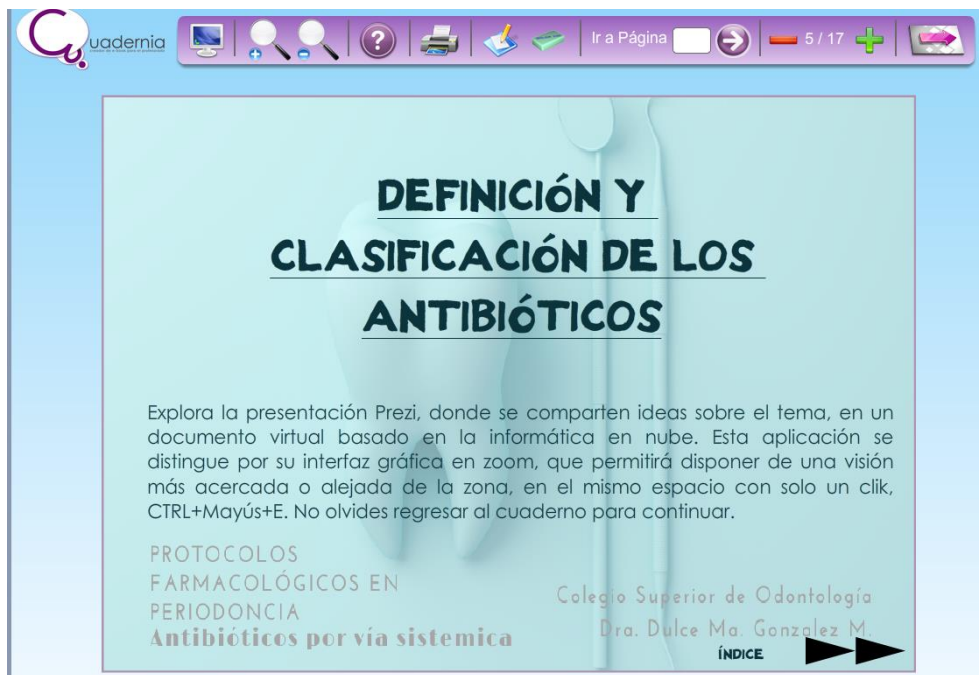 Cuadernia
Ir a Página
5 / 17
DEFINICIÓN Y
CLASIFICACIÓN DE LOS
ANTIBIÓTICOS
Explora la presentación Prezi, donde se comparten ideas sobre el tema, en un
documento virtual basado en la informática en nube. Esta aplicación se
distingue por su interfaz gráfica en zoom, que permitirá disponer de una visión
más acercada o alejada de la zona, en el mismo espacio con solo un clik,
CTRL+Mayús+E. No olvides regresar al cuaderno para continuar.
PROTOCOLOS
FARMACOLÓGICOS EN
PERIODONCIA
Antibióticos por vía sistemica
Colegio Superior de Odontología
Dra. Dulce Ma. Gonzalez M.
ÍNDICE